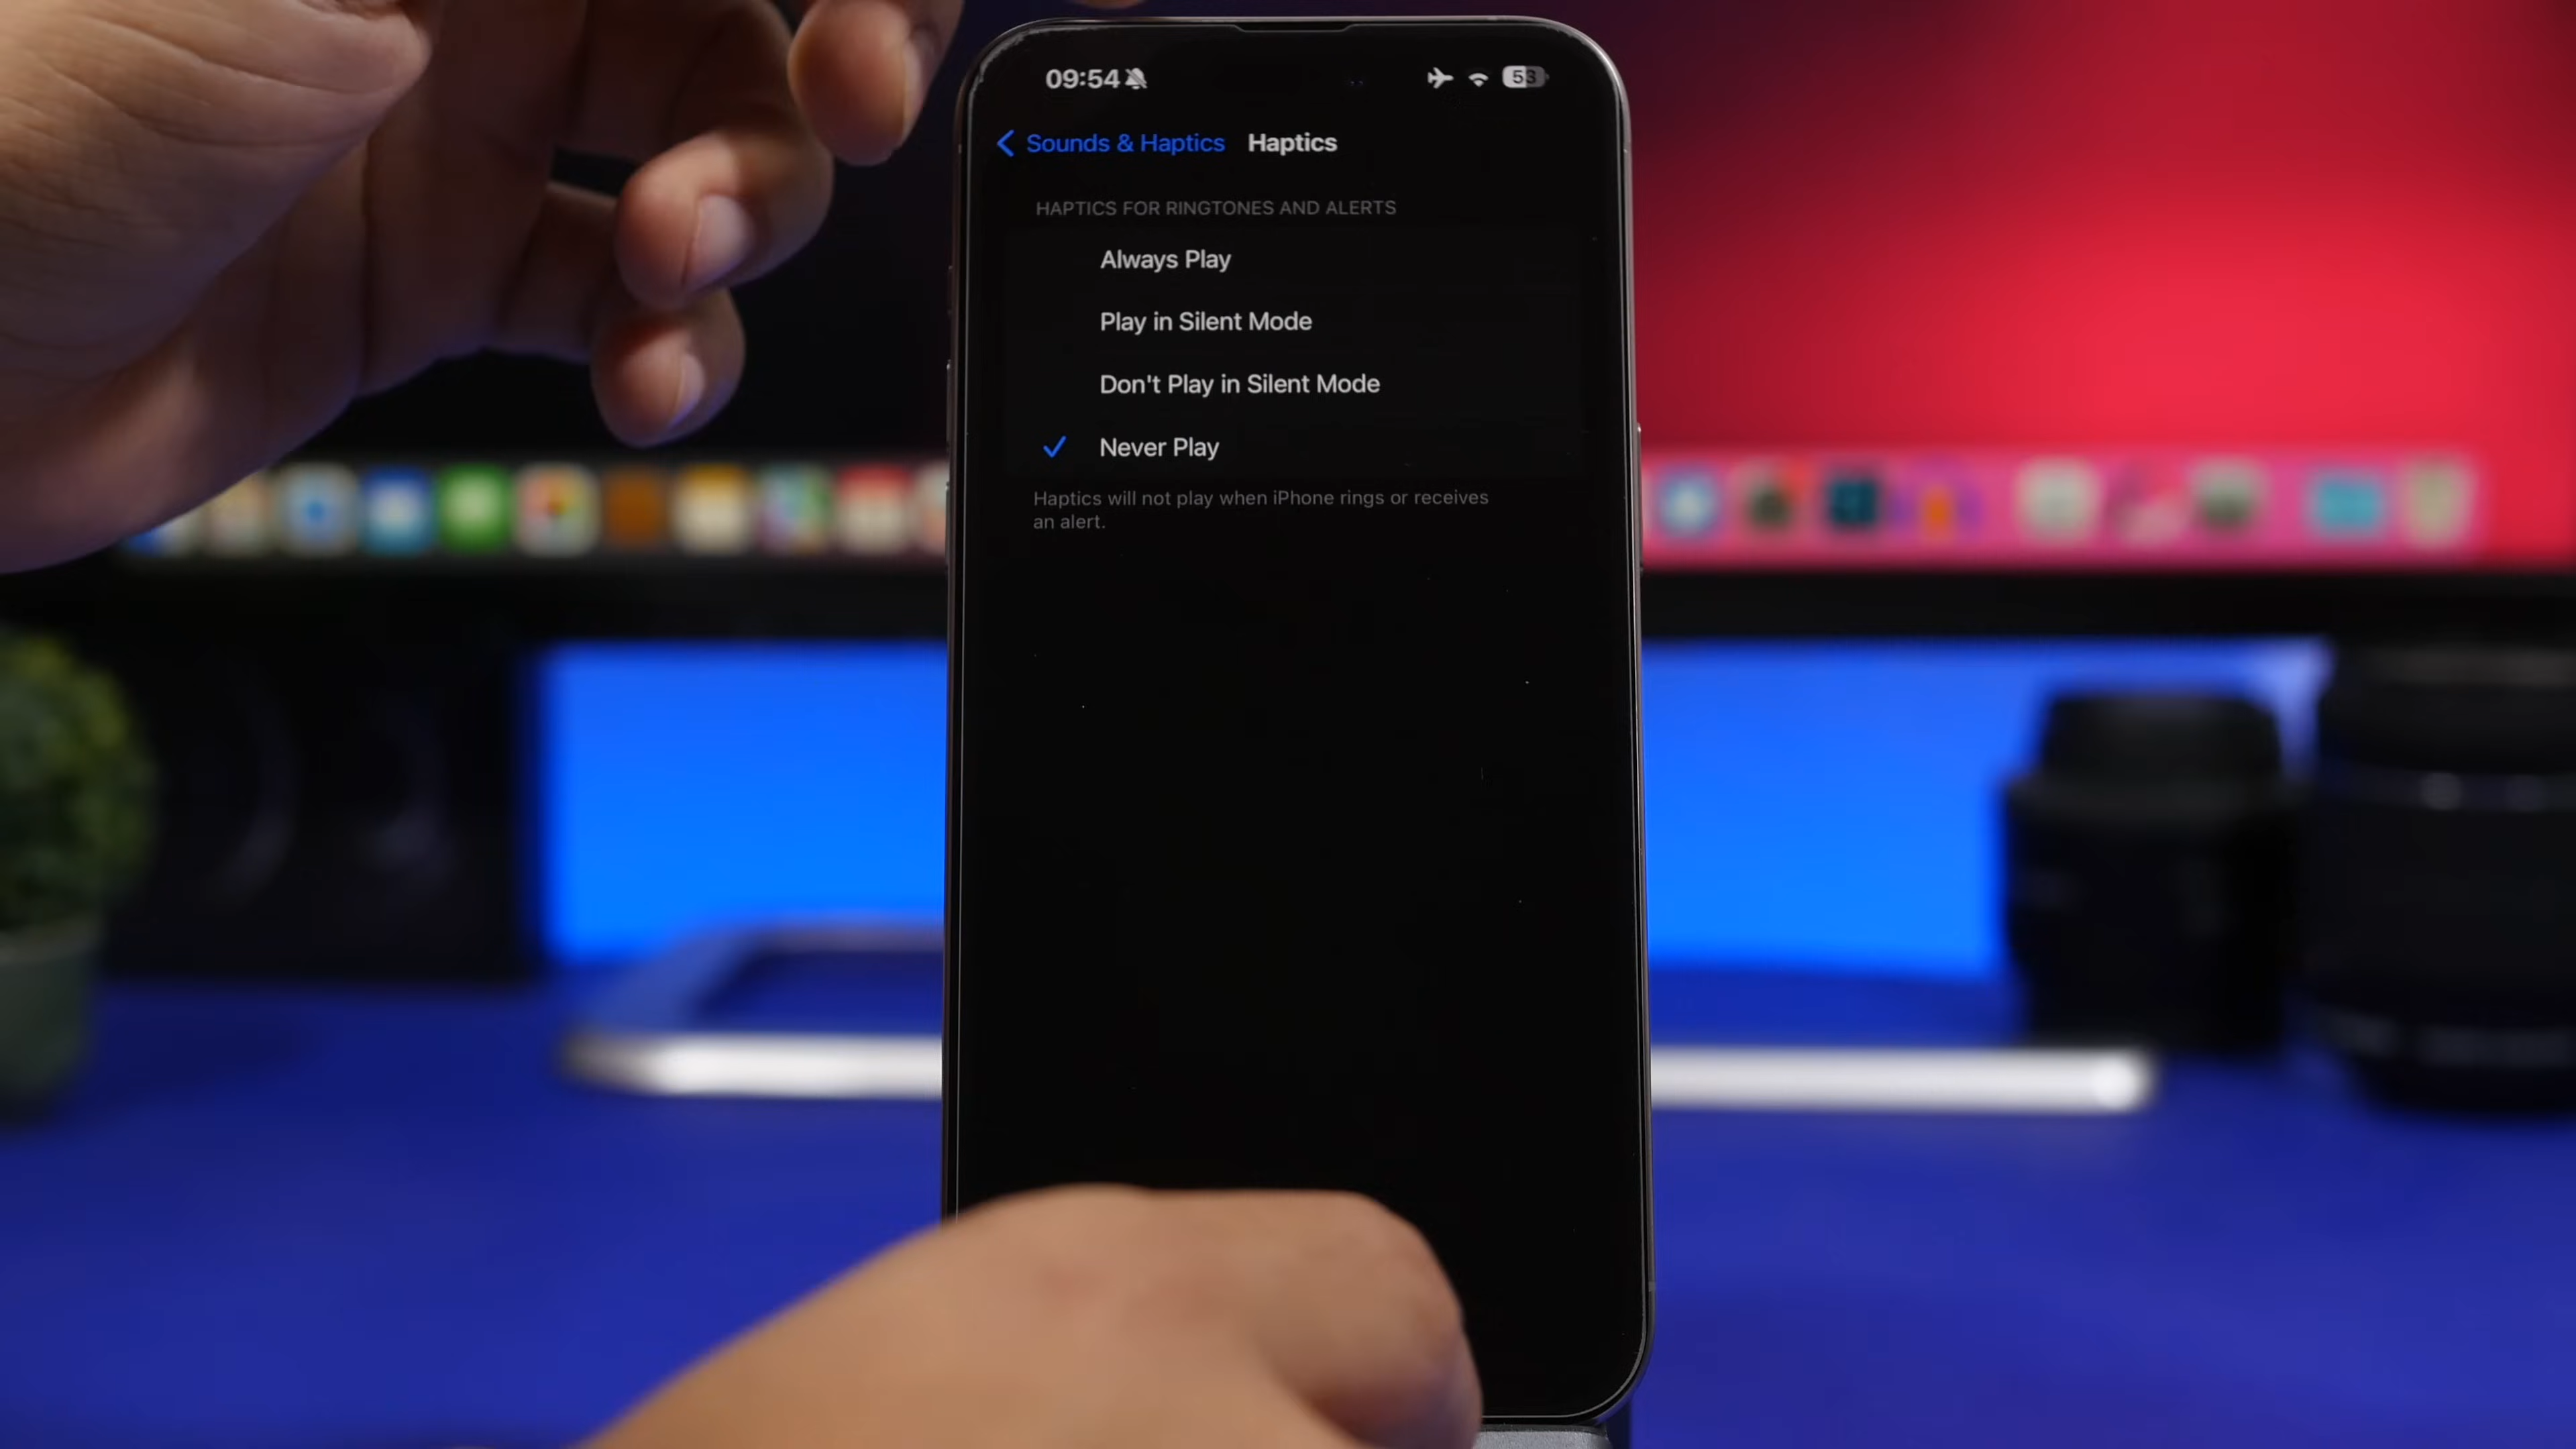 09:54
53
Sounds & Haptics Haptics
HAPTICS FOR RINGTONES AND ALERTS
Always Play
Play in Silent Mode
Don't Play in Silent Mode
Never Play
Haptics will not play when iPhone rings or receives
an alert.